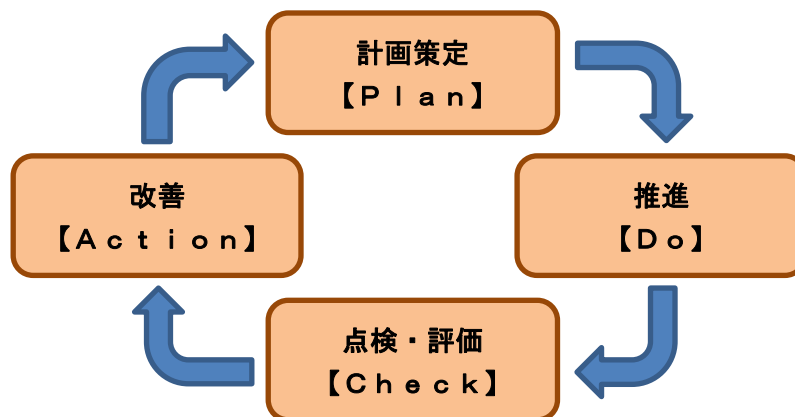 計画策定
【Ｐｌａｎ】
改善
【Ａｃｔｉｏｎ】
推進
【Ｄｏ】
点検・評価
【Ｃｈｅｃｋ】